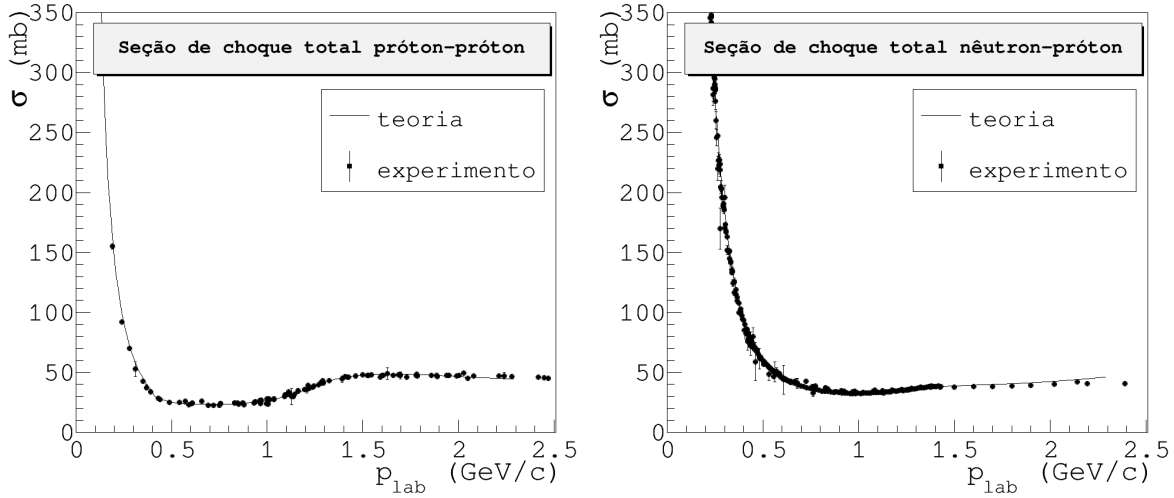 Seção de choque total próton-próton
σ (mb)
350
300
250
200
150
100
50
0
teoria
experimento
0 0.5 1 1.5 2 2.5
p_lab (GeV/c)
Seção de choque total nêutron-próton
σ (mb)
350
300
250
200
150
100
50
0
teoria
experimento
0 0.5 1 1.5 2 2.5
p_lab (GeV/c)